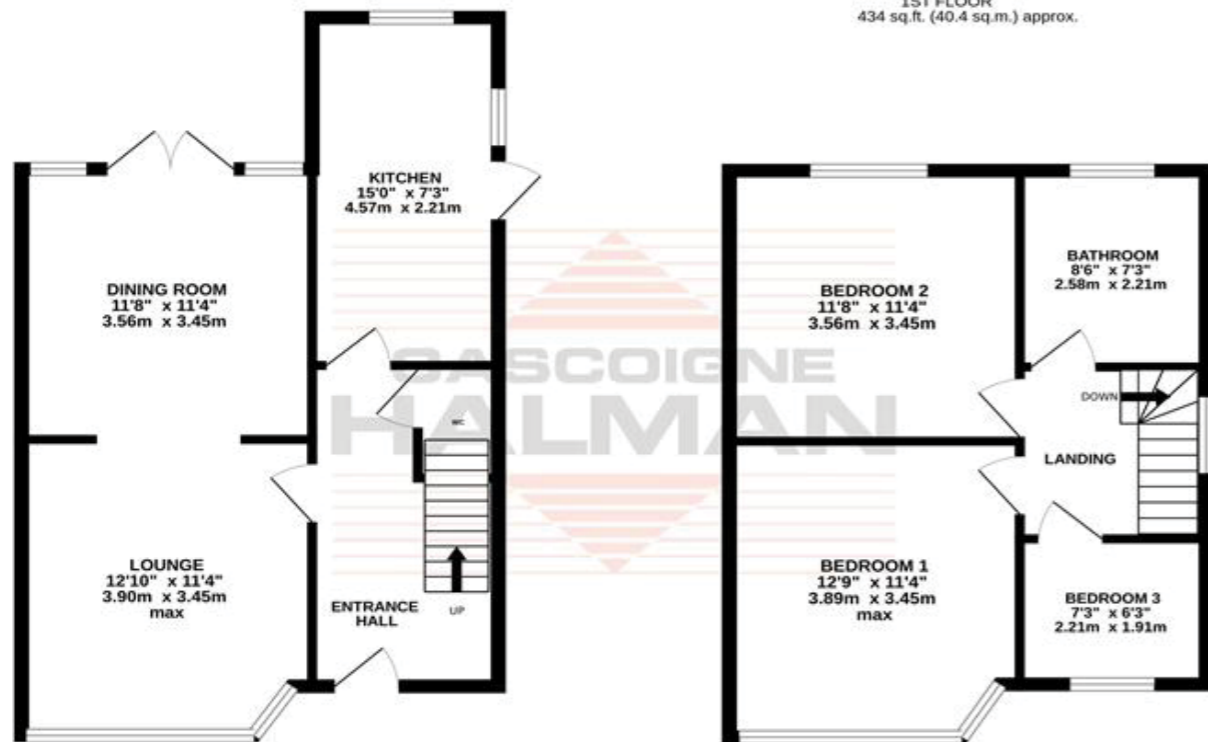 1ST FLOOR
434 sq.ft. (40.4 sq.m.) approx.
KITCHEN
15'0" x 7'3"
4.57m x 2.21m
DINING ROOM
11'8" x 11'4"
3.56m x 3.45m
WC
LOUNGE
12'10" x 11'4"
3.90m x 3.45m
max
ENTRANCE
HALL
UP
BEDROOM 2
11'8" x 11'4"
3.56m x 3.45m
BATHROOM
8'6" x 7'3"
2.58m x 2.21m
DOWN
LANDING
BEDROOM 1
12'9" x 11'4"
3.89m x 3.45m
max
BEDROOM 3
7'3" x 6'3"
2.21m x 1.91m
GASCOIGNE
HALMAN